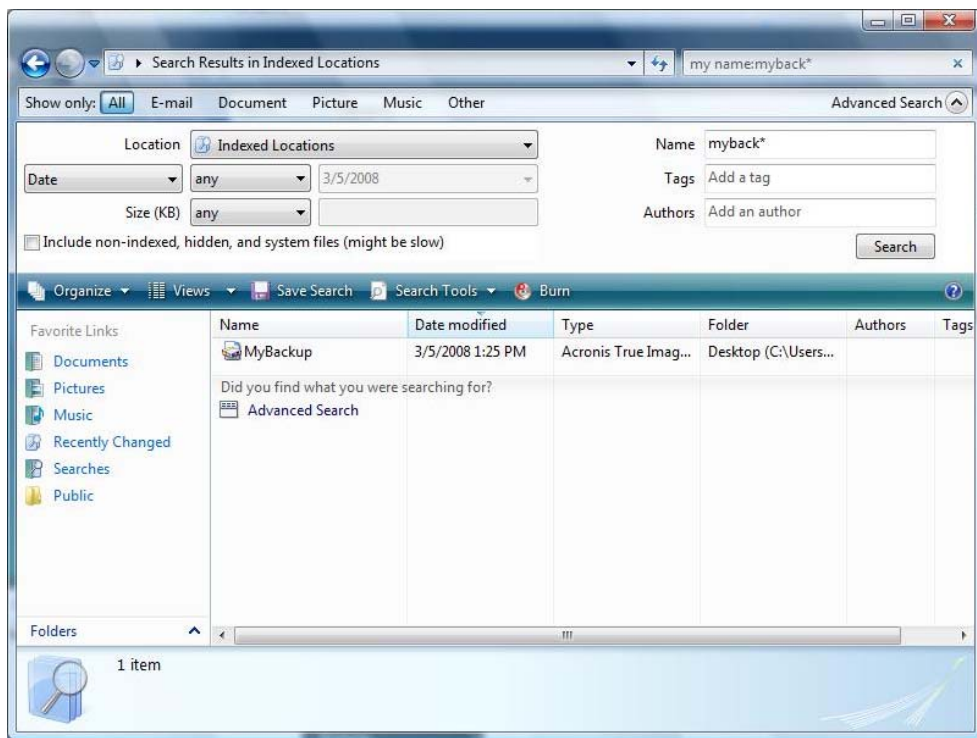 Search Results in Indexed Locations
my name:myback*
Show only: All E-mail Document Picture Music Other Advanced Search
Location Indexed Locations Name myback*
Date any 3/5/2008 Tags Add a tag
Size (KB) any Authors Add an author
Include non-indexed, hidden, and system files (might be slow)
Search
Organize Views Save Search Search Tools Burn
Favorite Links
Documents
Pictures
Music
Recently Changed
Searches
Public
Folders
Name Date modified Type Folder Authors Tags
MyBackup 3/5/2008 1:25 PM Acronis True Imag... Desktop (C:\Users...
Did you find what you were searching for?
Advanced Search
1 item